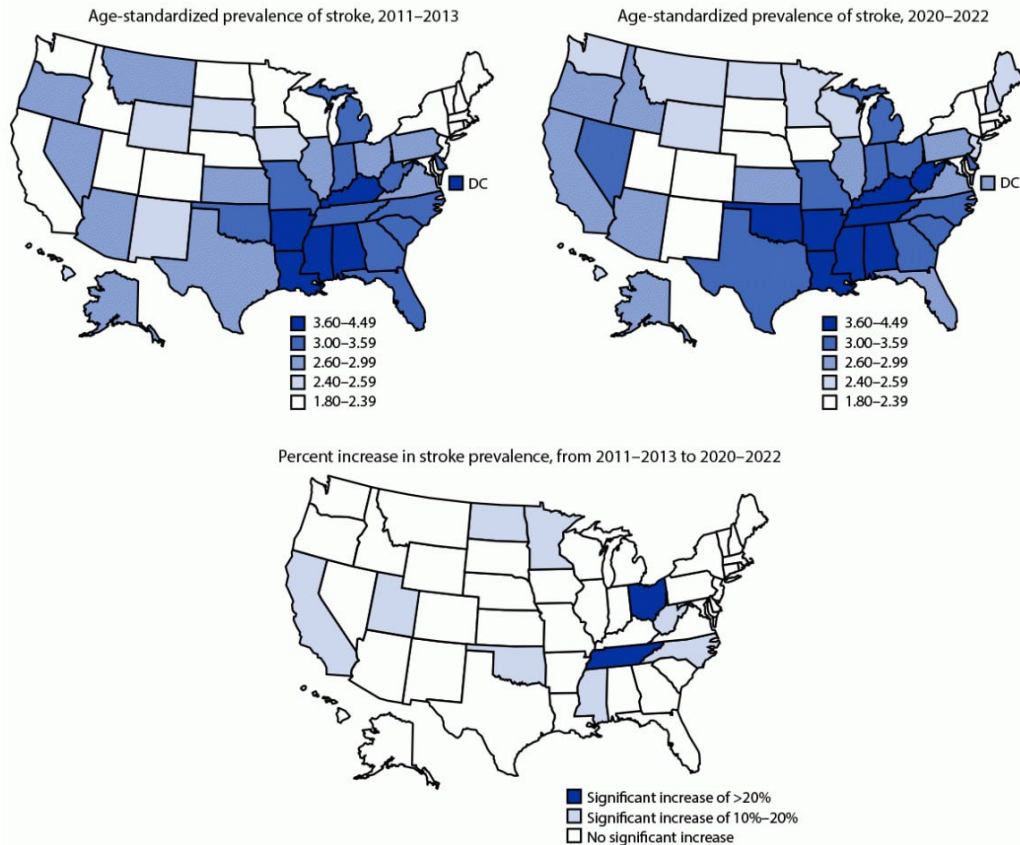 Age-standardized prevalence of stroke, 2011–2013
DC
3.60–4.49
3.00–3.59
2.60–2.99
2.40–2.59
1.80–2.39
Age-standardized prevalence of stroke, 2020–2022
DC
3.60–4.49
3.00–3.59
2.60–2.99
2.40–2.59
1.80–2.39
Percent increase in stroke prevalence, from 2011–2013 to 2020–2022
Significant increase of >20%
Significant increase of 10%–20%
No significant increase